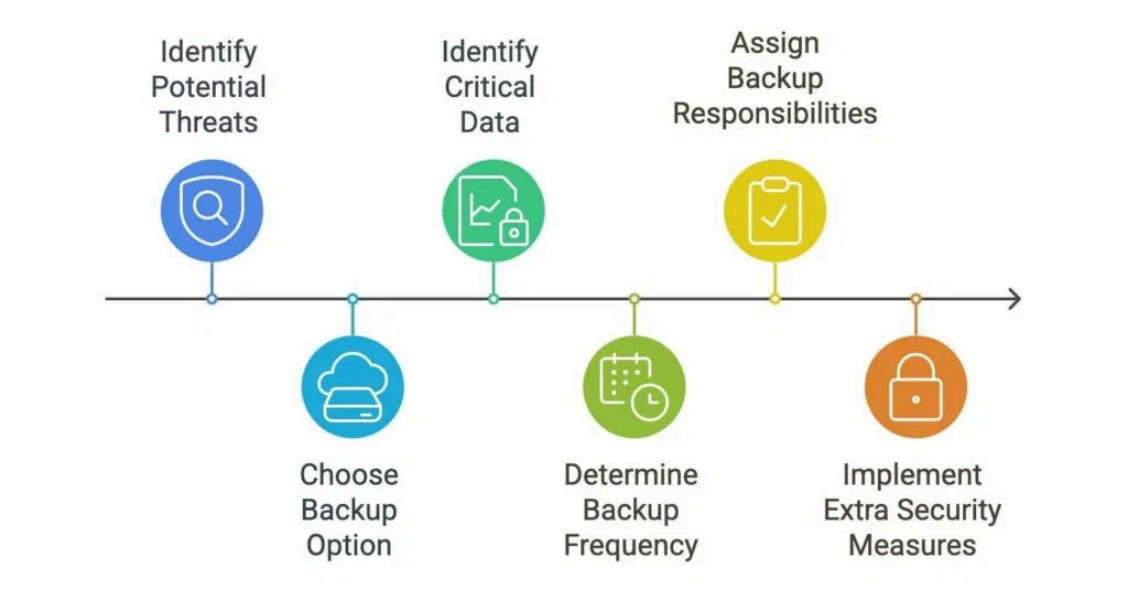 Identify
Potential
Threats
Choose
Backup
Option
Identify
Critical
Data
Determine
Backup
Frequency
Assign
Backup
Responsibilities
Implement
Extra Security
Measures